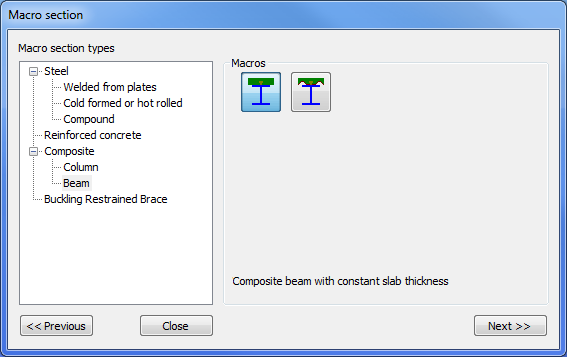 Macro section
Macro section types
Macros
Steel
Welded from plates
Cold formed or hot rolled
Compound
Reinforced concrete
Composite
Column
Beam
Buckling Restrained Brace
Composite beam with constant slab thickness
<< Previous
Close
Next >>